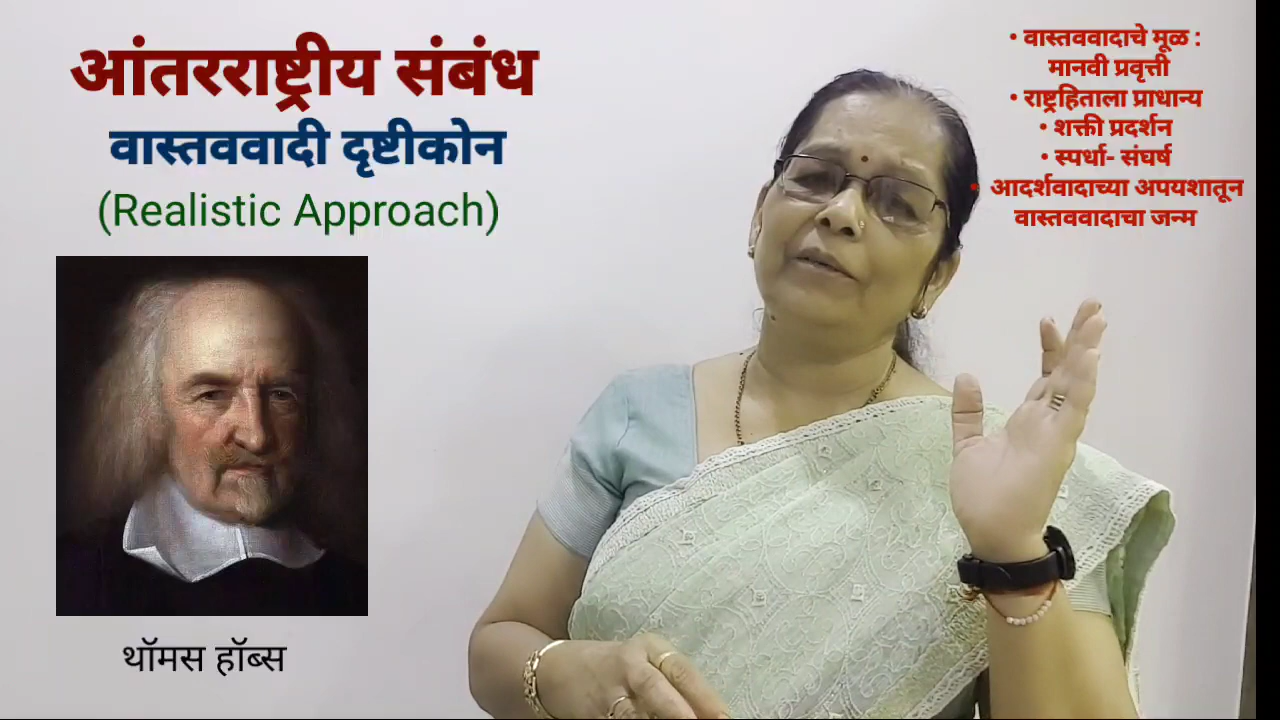 आंतरराष्ट्रीय संबंध
वास्तववादी दृष्टीकोन
(Realistic Approach)
थॉमस हॉब्स
• वास्तववादाचे मूळ :
मानवी प्रवृत्ती
• राष्ट्रहिताला प्राधान्य
• शक्ती प्रदर्शन
• स्पर्धा- संघर्ष
• आदर्शवादाच्या अपयशातून
वास्तववादाचा जन्म